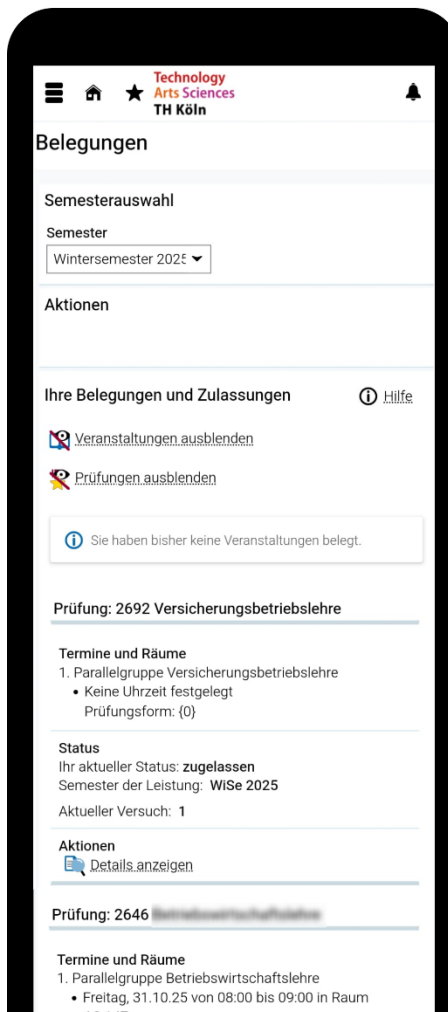 Technology
Arts Sciences
TH Köln
Belegungen
Semesterauswahl
Semester
Wintersemester 2025
Aktionen
Ihre Belegungen und Zulassungen
Hilfe
Veranstaltungen ausblenden
Prüfungen ausblenden
Sie haben bisher keine Veranstaltungen belegt.
Prüfung: 2692 Versicherungsbetriebslehre
Termine und Räume
1. Parallelgruppe Versicherungsbetriebslehre
• Keine Uhrzeit festgelegt
Prüfungsform: {0}
Status
Ihr aktueller Status: zugelassen
Semester der Leistung: WiSe 2025
Aktueller Versuch: 1
Aktionen
Details anzeigen
Prüfung: 2646
Termine und Räume
1. Parallelgruppe Betriebswirtschaftslehre
• Freitag, 31.10.25 von 08:00 bis 09:00 in Raum